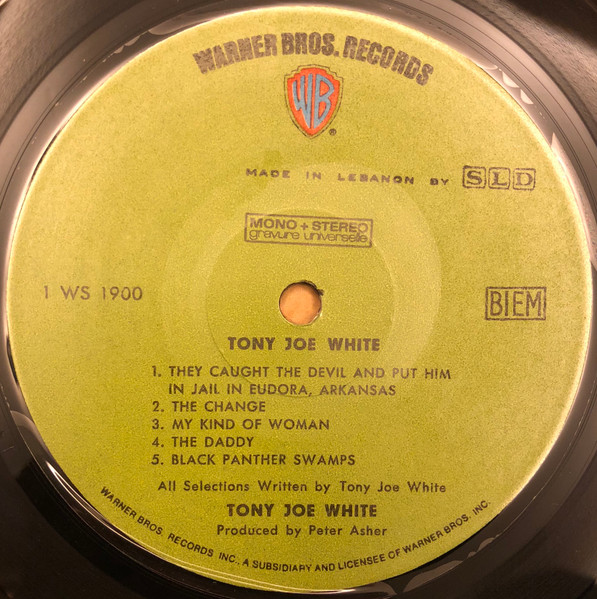 WARNER BROS. RECORDS
WB
®
MADE IN LEBANON BY SLD
MONO + STEREO
gravure universelle
1 WS 1900
BIEM
TONY JOE WHITE
1. THEY CAUGHT THE DEVIL AND PUT HIM
IN JAIL IN EUDORA, ARKANSAS
2. THE CHANGE
3. MY KIND OF WOMAN
4. THE DADDY
5. BLACK PANTHER SWAMPS
All Selections Written by Tony Joe White
TONY JOE WHITE
Produced by Peter Asher
WARNER BROS. RECORDS INC., A SUBSIDIARY AND LICENSEE OF WARNER BROS. INC.